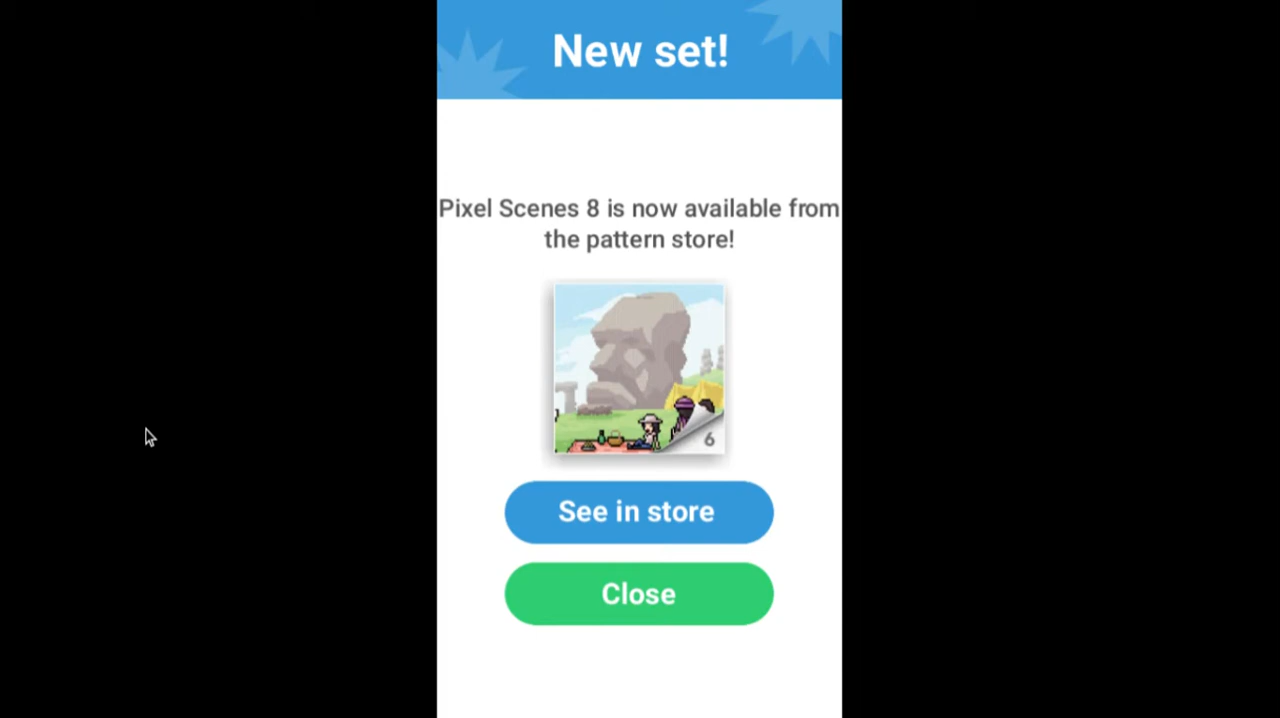 New set!
Pixel Scenes 8 is now available from
the pattern store!
6
See in store
Close